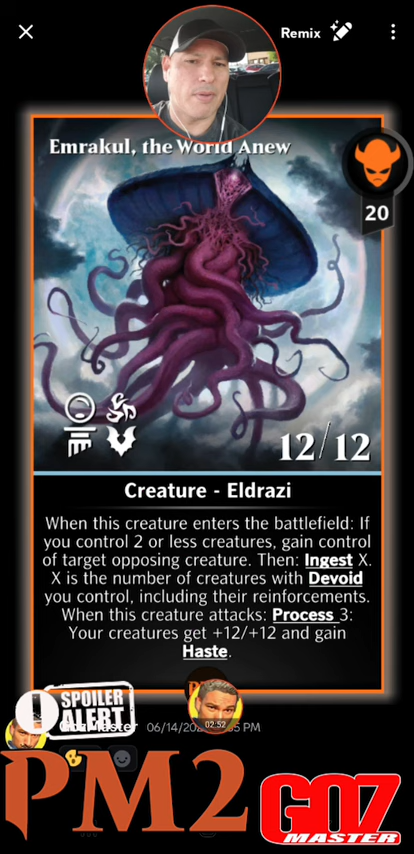 Remix
Emrakul, the World Anew
20
12/12
Creature - Eldrazi
When this creature enters the battlefield: If
you control 2 or less creatures, gain control
of target opposing creature. Then: Ingest X.
X is the number of creatures with Devoid
you control, including their reinforcements.
When this creature attacks: Process 3:
Your creatures get +12/+12 and gain
Haste.
SPOILER
ALERT
02:52
06/14/20
PM
PM2
GOZ
MASTER